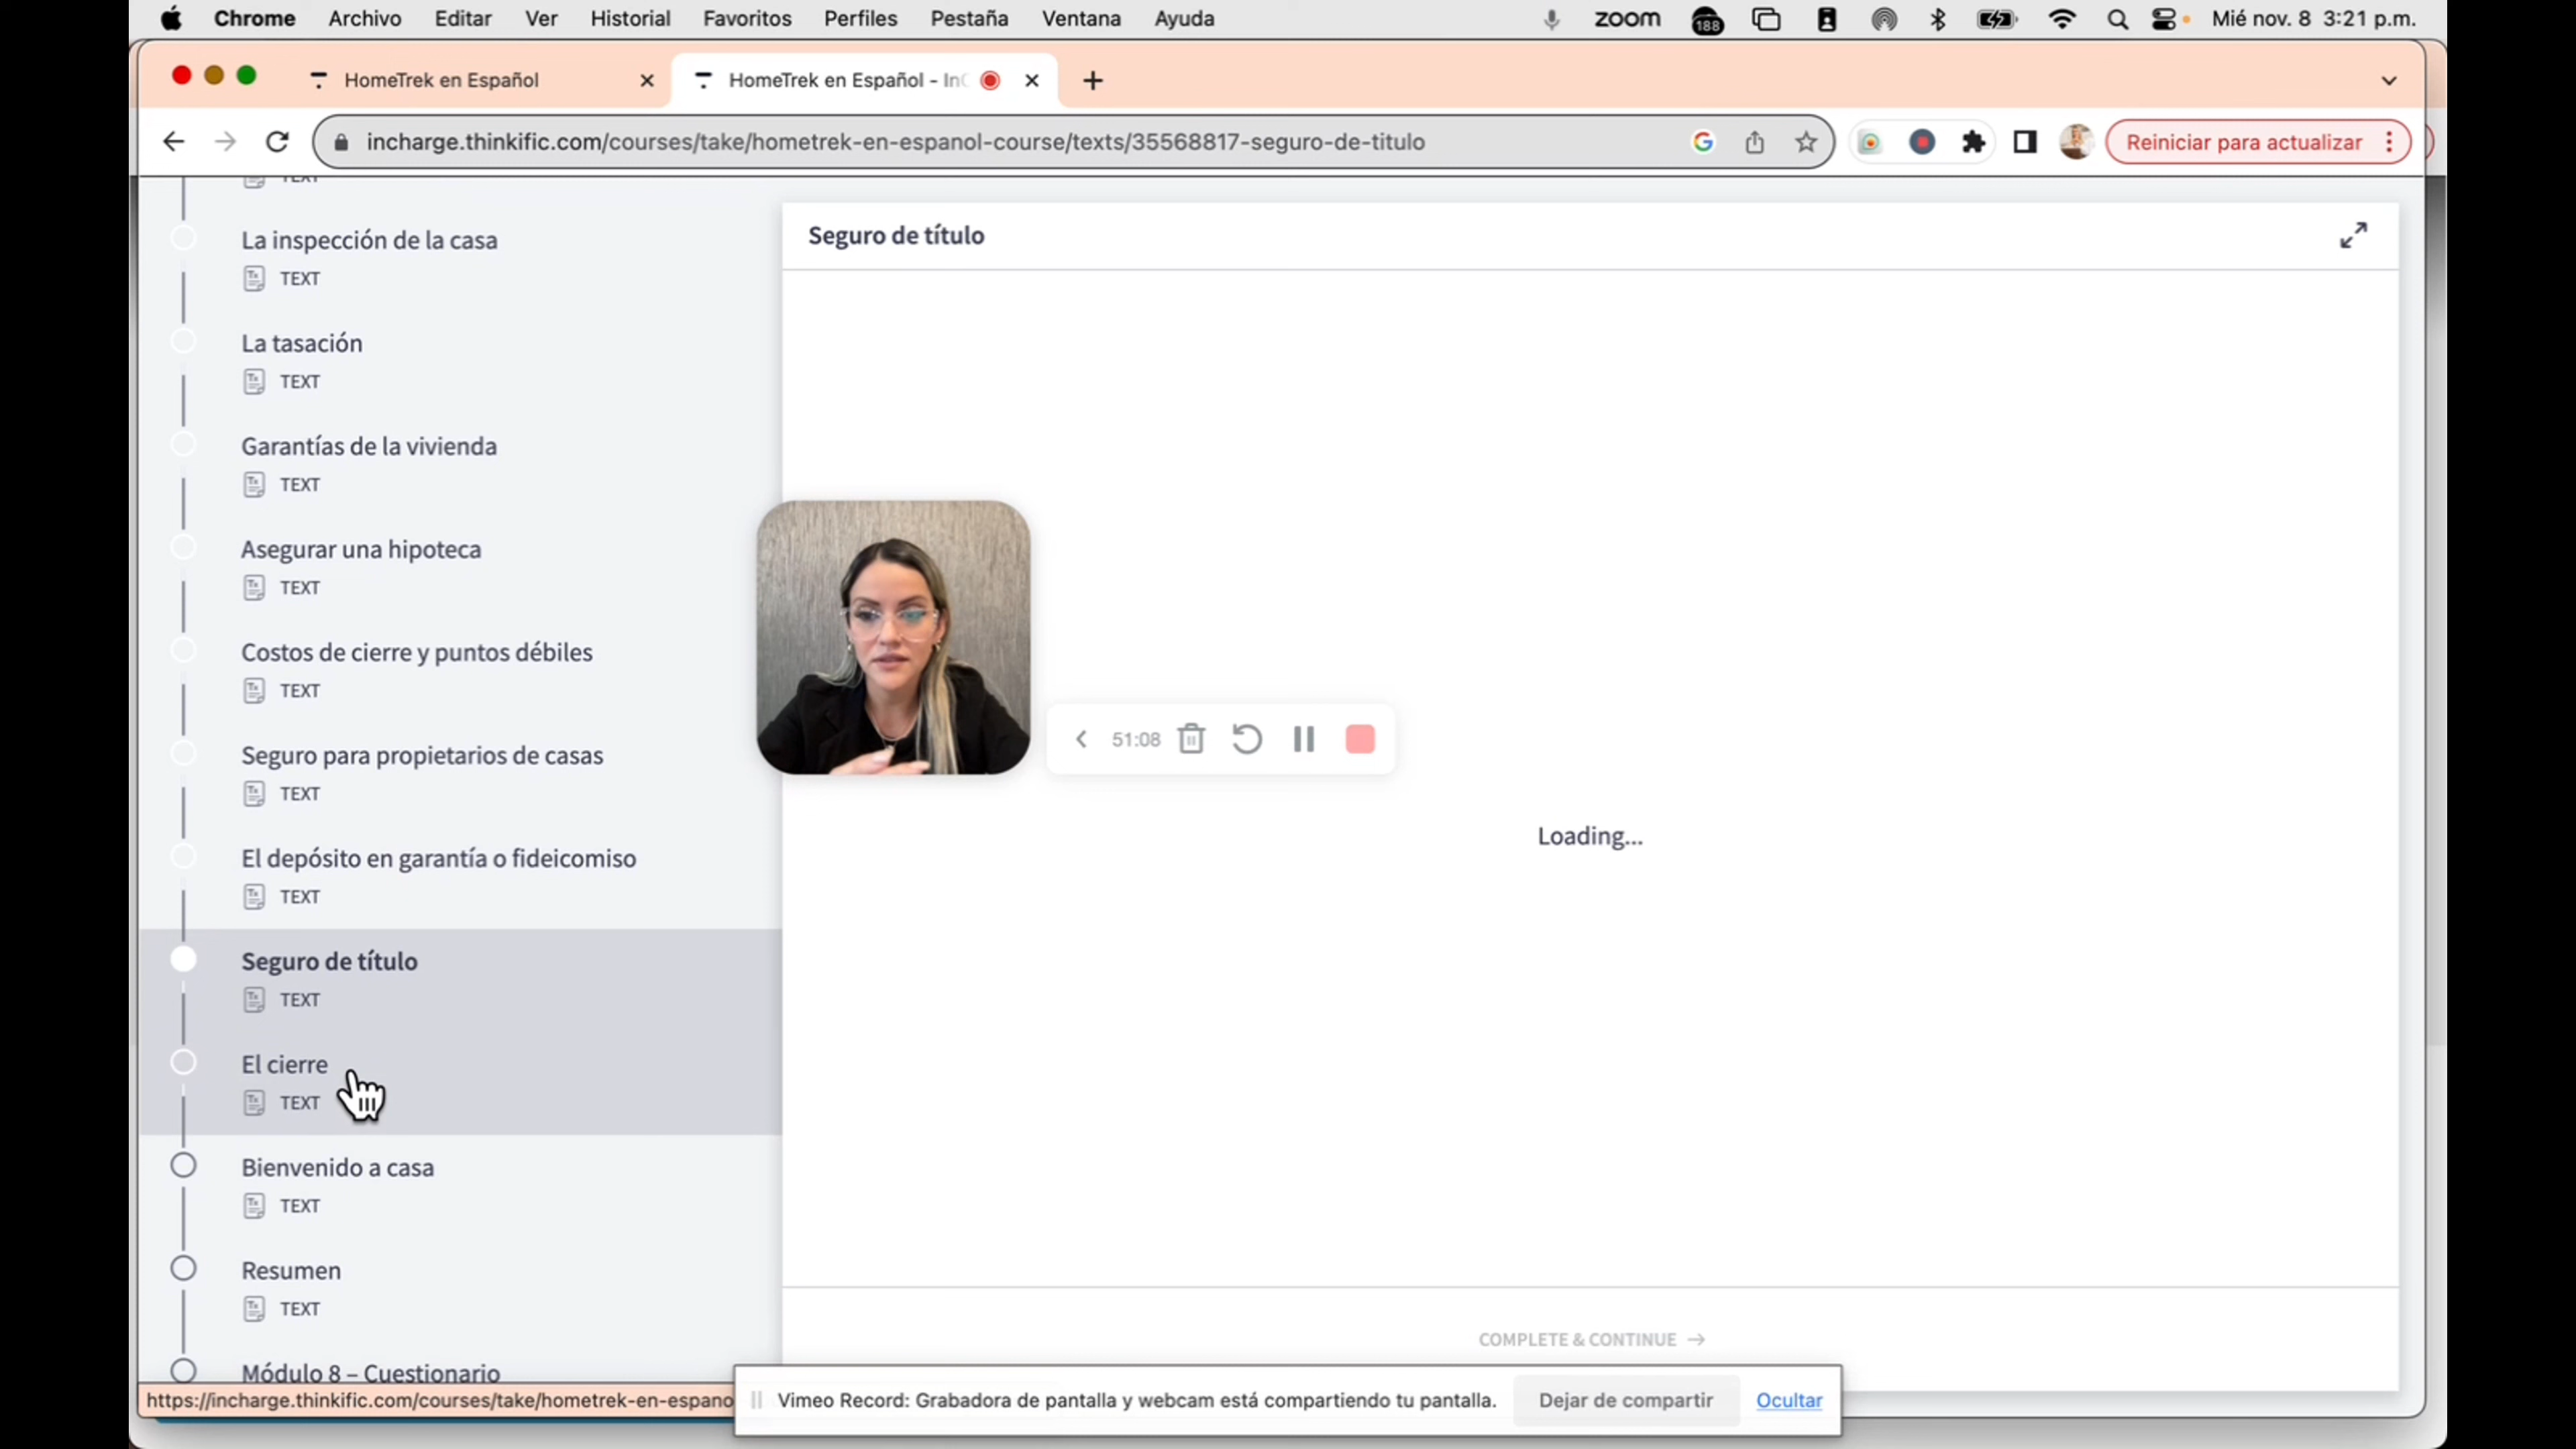 Chrome Archivo Editar Ver Historial Favoritos Perfiles Pestaña Ventana Ayuda zoom 188 Mié nov. 8 3:21 p.m.
HomeTrek en Español HomeTrek en Español - In
incharge.thinkific.com/courses/take/hometrek-en-espanol-course/texts/35568817-seguro-de-titulo Reiniciar para actualizar
TEXT
Seguro de título
La inspección de la casa
TEXT
La tasación
TEXT
Garantías de la vivienda
TEXT
Asegurar una hipoteca
TEXT
Costos de cierre y puntos débiles
TEXT
51:08
Seguro para propietarios de casas
TEXT
Loading...
El depósito en garantía o fideicomiso
TEXT
Seguro de título
TEXT
El cierre
TEXT
Bienvenido a casa
TEXT
Resumen
TEXT
COMPLETE & CONTINUE →
Módulo 8 – Cuestionario
https://incharge.thinkific.com/courses/take/hometrek-en-espano
Vimeo Record: Grabadora de pantalla y webcam está compartiendo tu pantalla. Dejar de compartir Ocultar